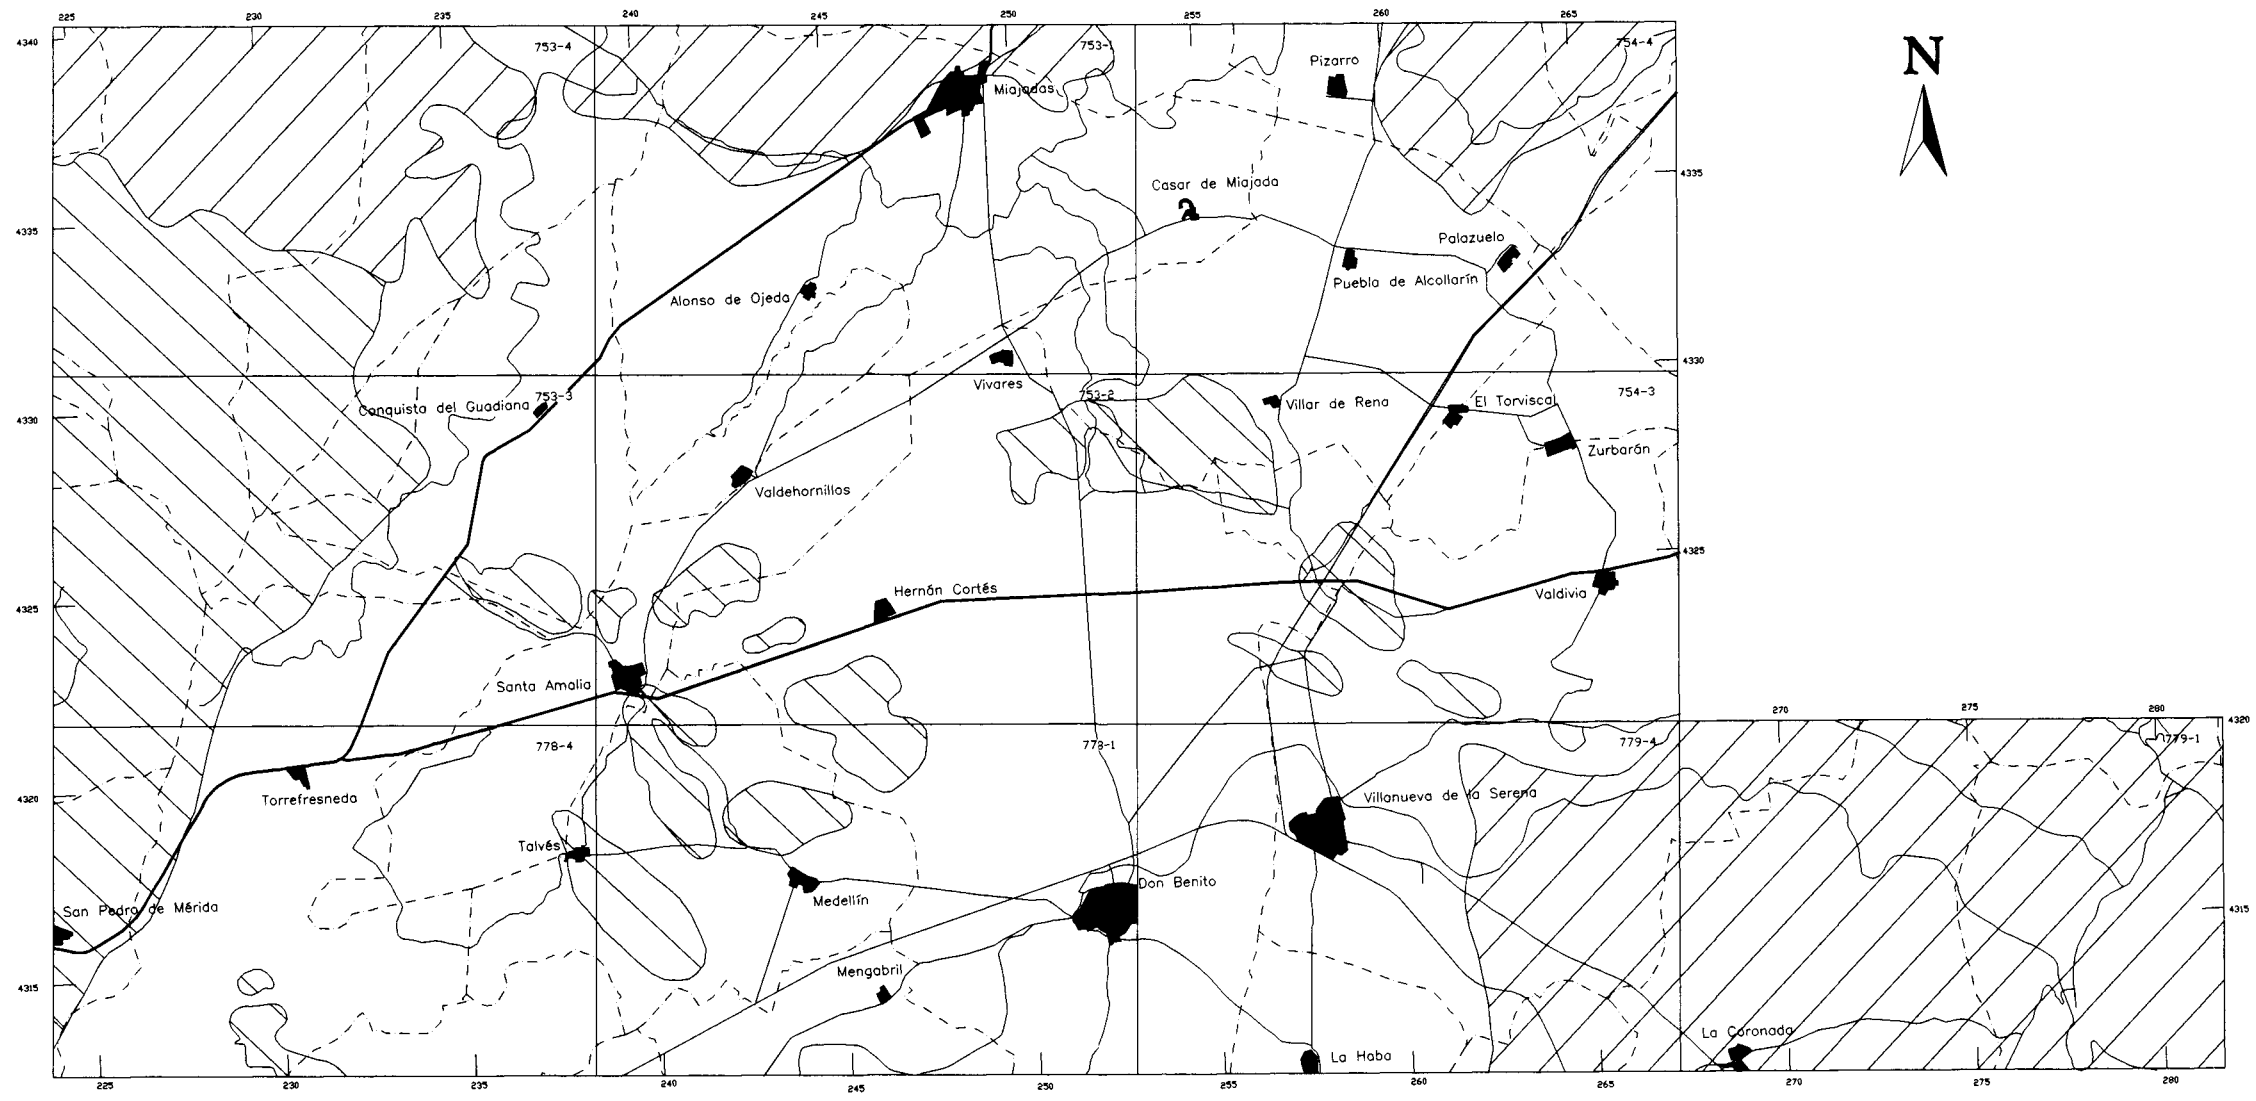 225 230 235 240 245 250 255 260 265
4340 753-4 753-1 754-4 N
Pizarro
Miajadas
4335
Casar de Miajada
4335
Palazuelo
Puebla de Alcollarín
Alonso de Ojeda
4330
Vivares
753-3 753-2 754-3
Conquista del Guadiana
Villar de Rena
El Torviscal
4330
Zurbarán
Valdehornillos
4325
Hernán Cortés
Valdivia
4325
Santa Amalia
270 275 280 4320
778-4 778-1 779-4 779-1
4320
Torrefresneda
Villanueva de la Serena
Talvés
Don Benito
Medellín
San Pedro de Mérida
4315
Mengabril
4315
La Coronada
La Haba
225 230 235 240 245 250 255 260 265 270 275 280